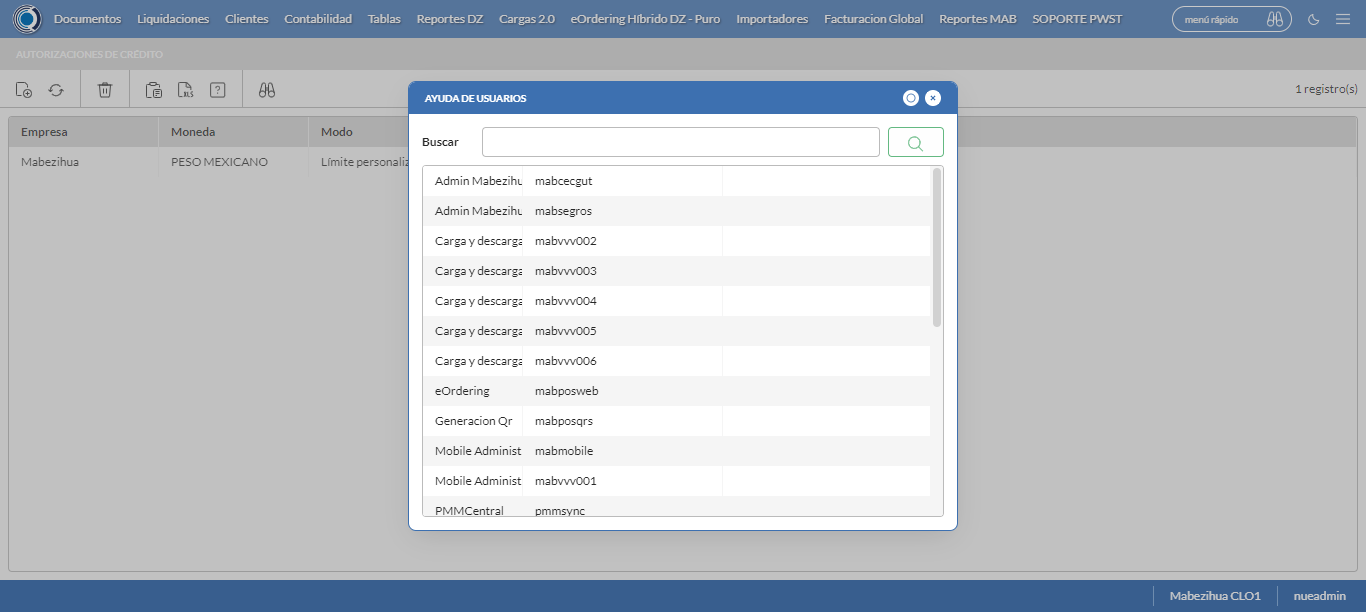 Documentos Liquidaciones Clientes Contabilidad Tablas Reportes DZ Cargas 2.0 eOrdering Híbrido DZ - Puro Importadores Facturacion Global Reportes MAB SOPORTE PWST menú rápido
AUTORIZACIONES DE CRÉDITO
XLS ? 1 registro(s)
AYUDA DE USUARIOS
Empresa Moneda Modo
Mabezihua PESO MEXICANO Límite personaliz
Buscar
Admin Mabezihu mabcecgut
Admin Mabezihu mabsegros
Carga y descarga mabvvv002
Carga y descarga mabvvv003
Carga y descarga mabvvv004
Carga y descarga mabvvv005
Carga y descarga mabvvv006
eOrdering mabposweb
Generacion Qr mabposqrs
Mobile Administ mabmobile
Mobile Administ mabvvv001
PMMCentral pmmsync
Mabezihua CLO1 nueadmin